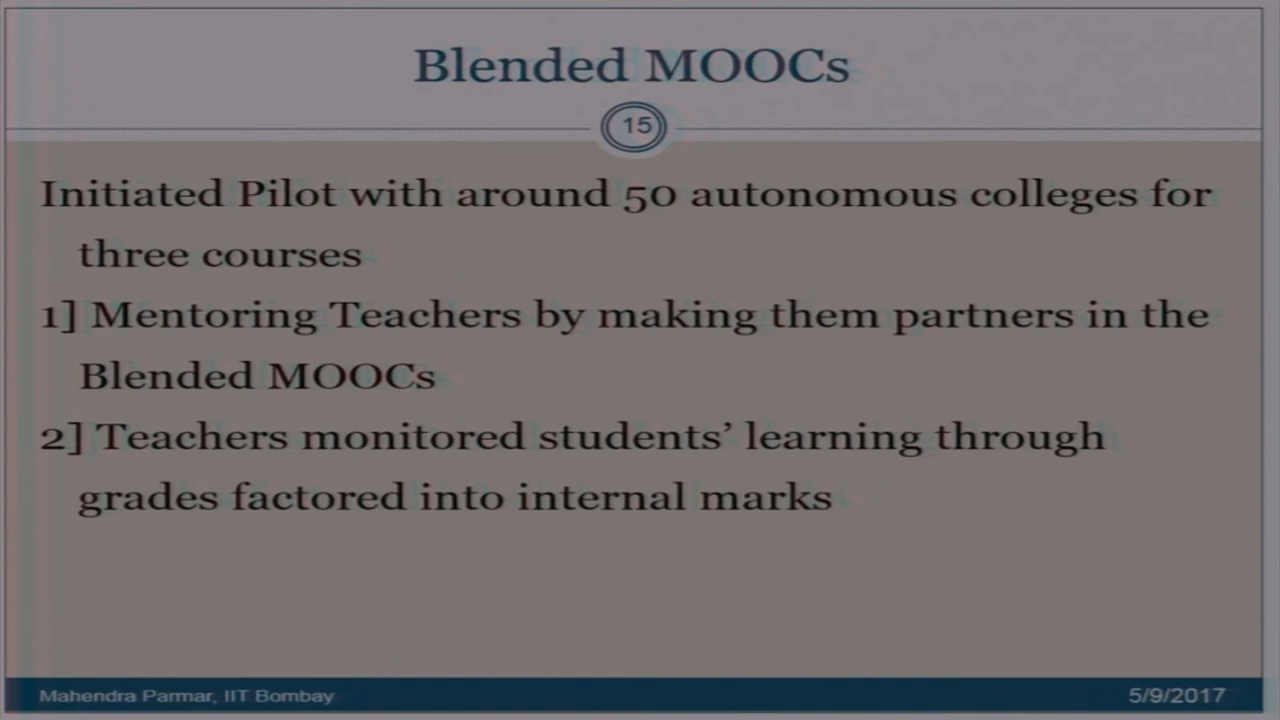 Blended MOOCs
15
Initiated Pilot with around 50 autonomous colleges for
three courses
1] Mentoring Teachers by making them partners in the
Blended MOOCs
2] Teachers monitored students’ learning through
grades factored into internal marks
Mahendra Parmar, IIT Bombay
5/9/2017